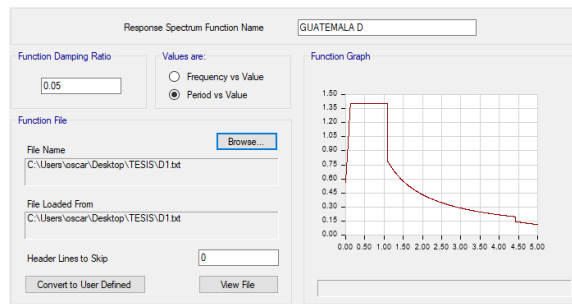 Response Spectrum Function Name
GUATEMALA D
Function Damping Ratio
0.05
Values are:
Frequency vs Value
Period vs Value
Function File
Browse...
File Name
C:\Users\oscar\Desktop\TESIS\D1.txt
File Loaded From
C:\Users\oscar\Desktop\TESIS\D1.txt
Header Lines to Skip
0
Convert to User Defined
View File
Function Graph
1.50
1.35
1.20
1.05
0.90
0.75
0.60
0.45
0.30
0.15
0.00
0.00 0.50 1.00 1.50 2.00 2.50 3.00 3.50 4.00 4.50 5.00